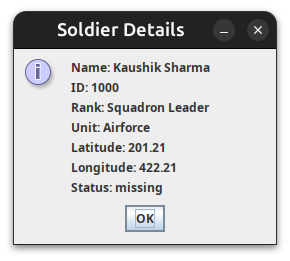 Soldier Details
Name: Kaushik Sharma
ID: 1000
Rank: Squadron Leader
Unit: Airforce
Latitude: 201.21
Longitude: 422.21
Status: missing
OK